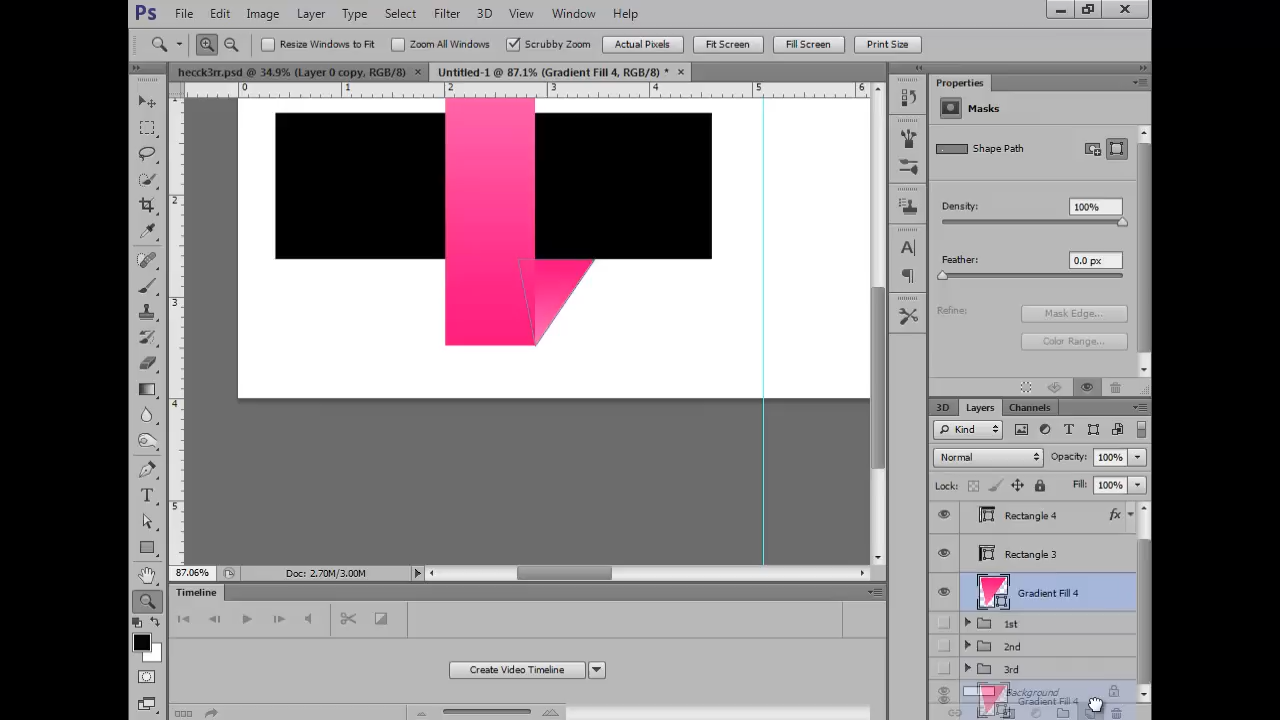 Ps File Edit Image Layer Type Select Filter 3D View Window Help
Resize Windows to Fit Zoom All Windows Scrubby Zoom Actual Pixels Fit Screen Fill Screen Print Size
hecck3rr.psd @ 34.9% (Layer 0 copy, RGB/8) × Untitled-1 @ 87.1% (Gradient Fill 4, RGB/8) * ×
0 1 2 3 4 5 6
Properties
Masks
Shape Path
Density: 100%
Feather: 0.0 px
Refine: Mask Edge...
Color Range...
1
2
3
4
5
3D Layers Channels
Kind T
Normal Opacity: 100%
Lock: Fill: 100%
Rectangle 4 fx
Rectangle 3
Gradient Fill 4
1st
2nd
3rd
Background
Gradient Fill 4
87.06% Doc: 2.70M/3.00M
Timeline
Create Video Timeline
T
A